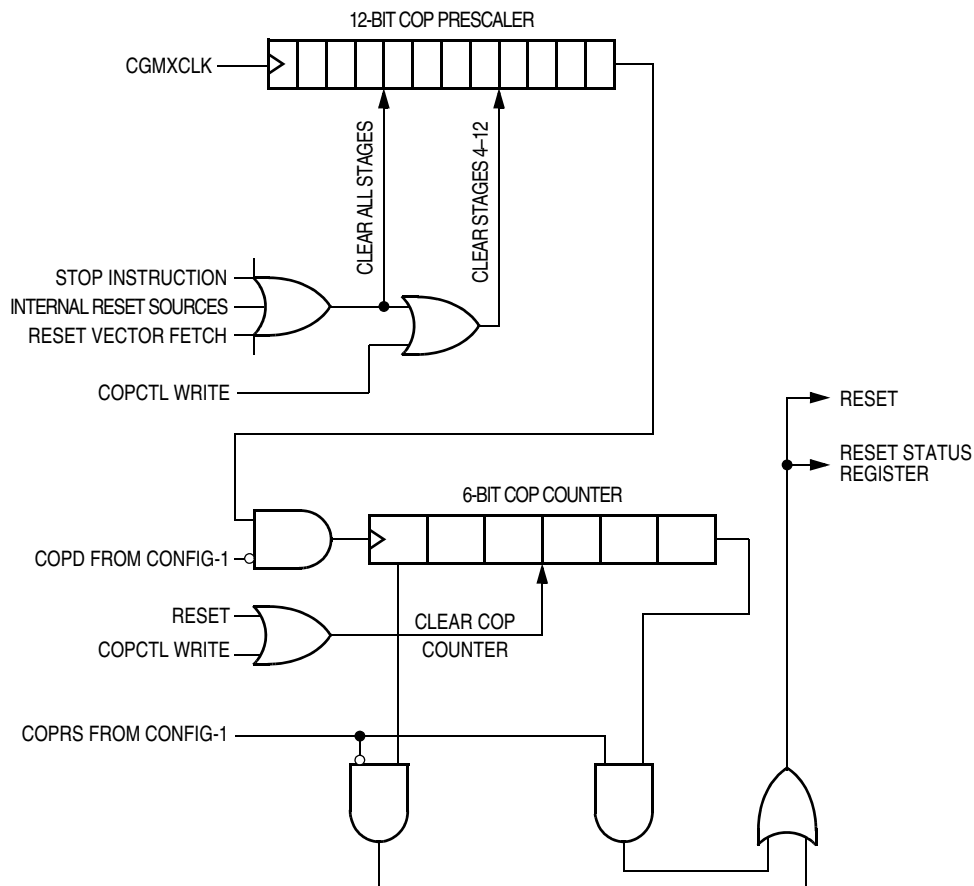 12-BIT COP PRESCALER
CGMXCLK
CLEAR ALL STAGES
CLEAR STAGES 4–12
STOP INSTRUCTION
INTERNAL RESET SOURCES
RESET VECTOR FETCH
COPCTL WRITE
RESET
RESET STATUS
REGISTER
6-BIT COP COUNTER
COPD FROM CONFIG-1
RESET
COPCTL WRITE
CLEAR COP
COUNTER
COPRS FROM CONFIG-1